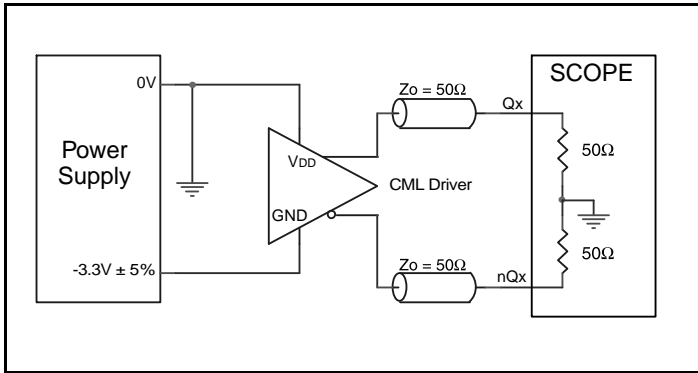 0V
Power
Supply
-3.3V ± 5%
VDD
GND
CML Driver
Zo = 50Ω
Zo = 50Ω
Qx
nQx
SCOPE
50Ω
50Ω